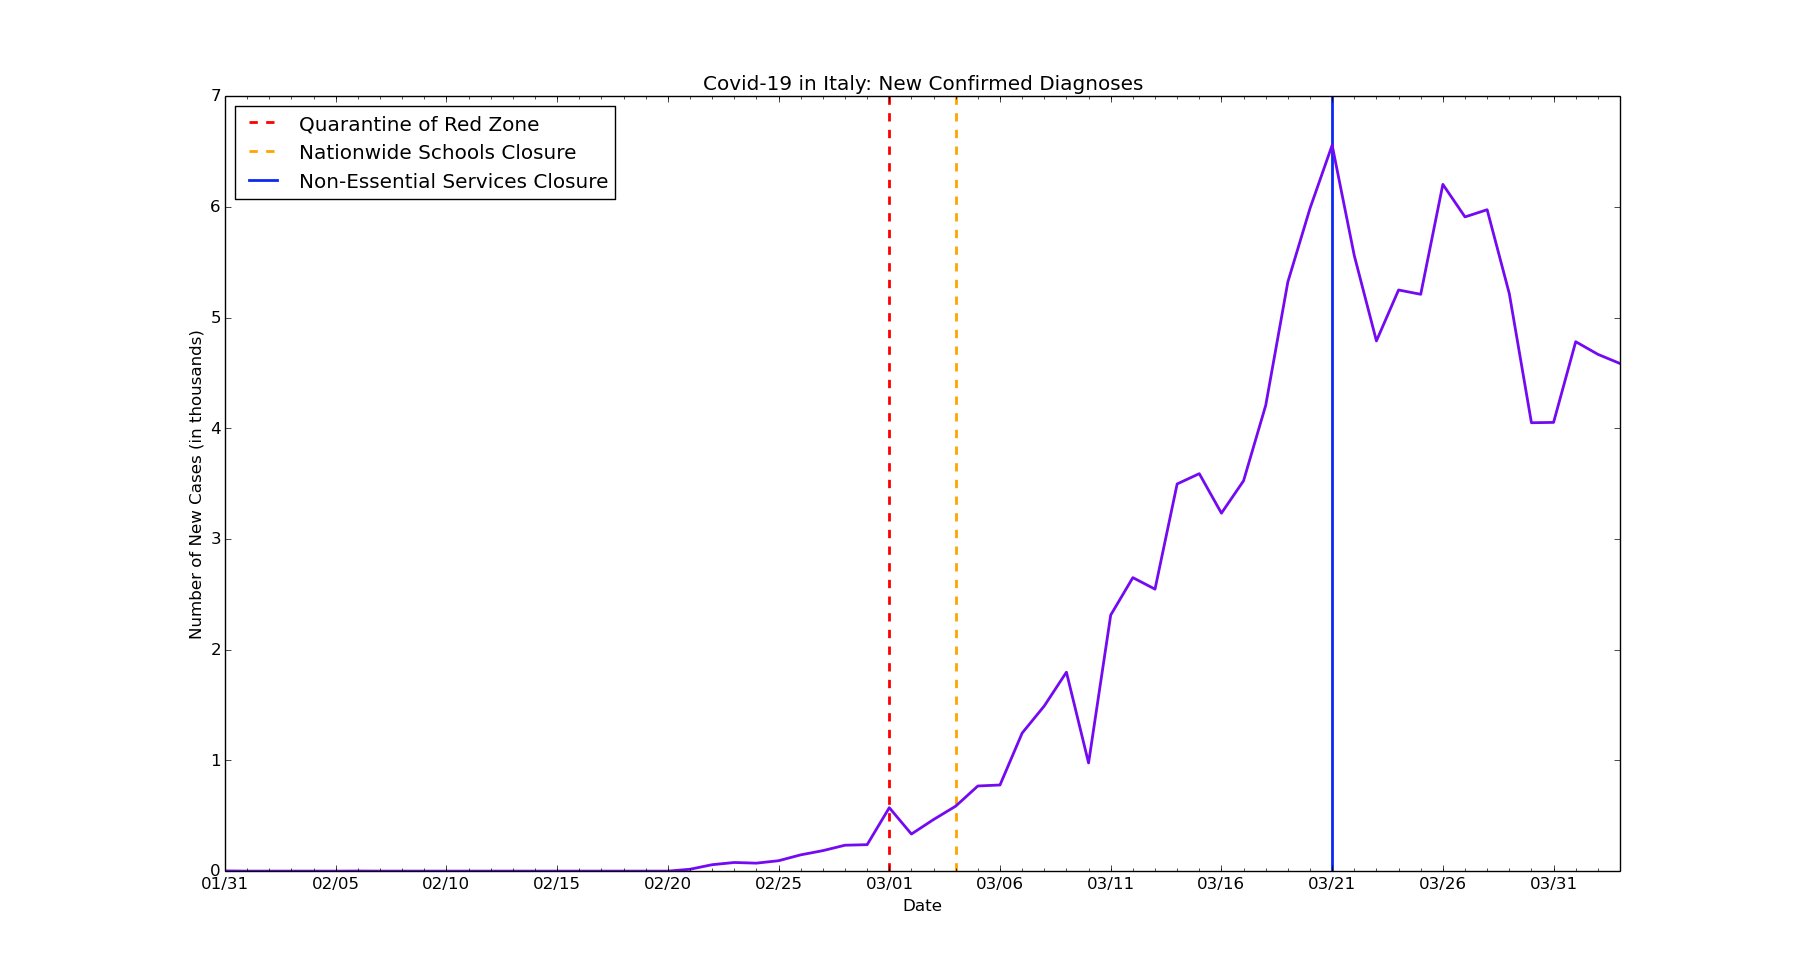 Covid-19 in Italy: New Confirmed Diagnoses
Quarantine of Red Zone
Nationwide Schools Closure
Non-Essential Services Closure
Number of New Cases (in thousands)
7
6
5
4
3
2
1
0
01/31 02/05 02/10 02/15 02/20 02/25 03/01 03/06 03/11 03/16 03/21 03/26 03/31
Date